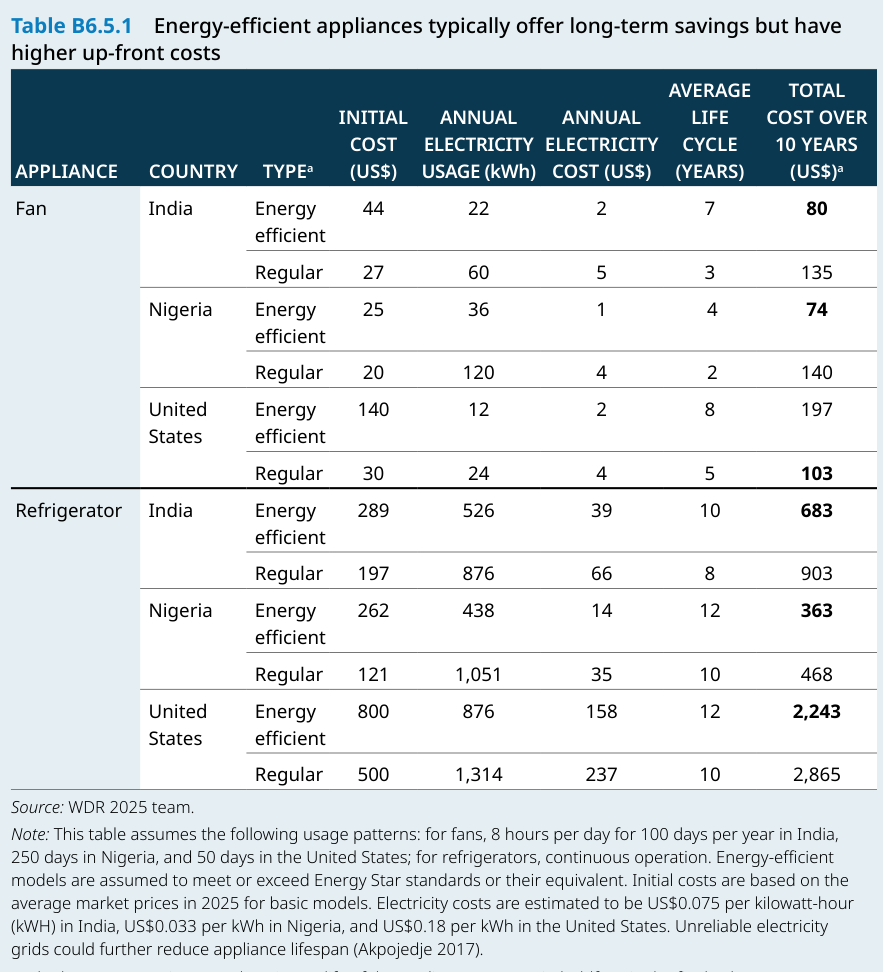 Table B6.5.1 Energy-efficient appliances typically offer long-term savings but have
higher up-front costs
APPLIANCE COUNTRY TYPEᵃ INITIAL COST (US$) ANNUAL ELECTRICITY USAGE (kWh) ANNUAL ELECTRICITY COST (US$) AVERAGE LIFE CYCLE (YEARS) TOTAL COST OVER 10 YEARS (US$)ᵃ
Fan India Energy efficient 44 22 2 7 80
Regular 27 60 5 3 135
Nigeria Energy efficient 25 36 1 4 74
Regular 20 120 4 2 140
United States Energy efficient 140 12 2 8 197
Regular 30 24 4 5 103
Refrigerator India Energy efficient 289 526 39 10 683
Regular 197 876 66 8 903
Nigeria Energy efficient 262 438 14 12 363
Regular 121 1,051 35 10 468
United States Energy efficient 800 876 158 12 2,243
Regular 500 1,314 237 10 2,865
Source: WDR 2025 team.
Note: This table assumes the following usage patterns: for fans, 8 hours per day for 100 days per year in India,
250 days in Nigeria, and 50 days in the United States; for refrigerators, continuous operation. Energy-efficient
models are assumed to meet or exceed Energy Star standards or their equivalent. Initial costs are based on the
average market prices in 2025 for basic models. Electricity costs are estimated to be US$0.075 per kilowatt-hour
(kWH) in India, US$0.033 per kWh in Nigeria, and US$0.18 per kWh in the United States. Unreliable electricity
grids could further reduce appliance lifespan (Akpojedje 2017).